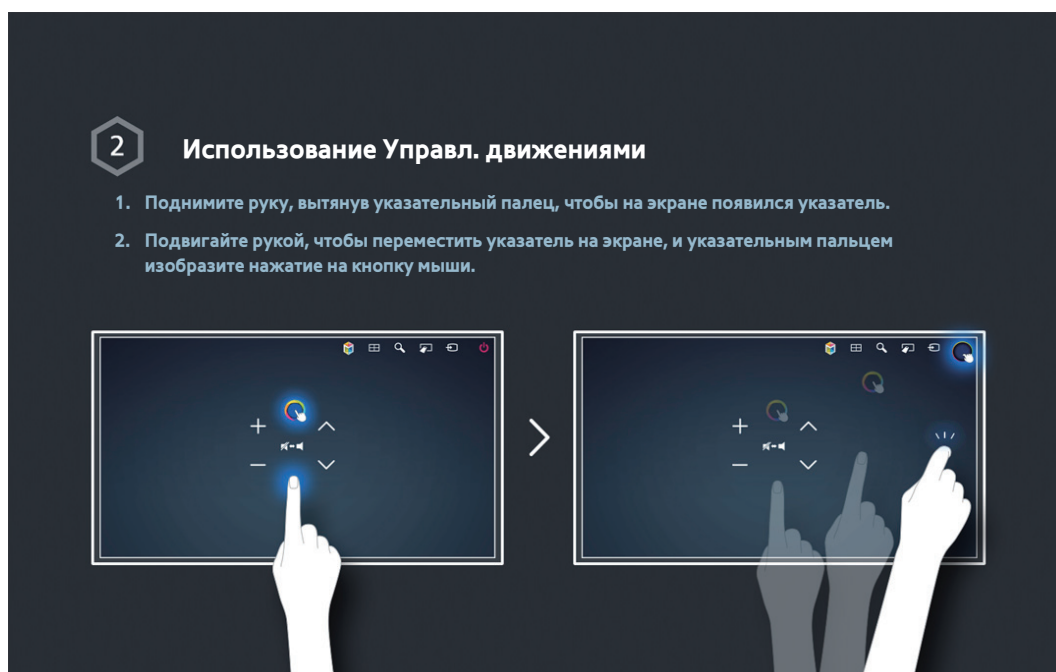 2
Использование Управл. движениями
1. Поднимите руку, вытянув указательный палец, чтобы на экране появился указатель.
2. Подвигайте рукой, чтобы переместить указатель на экране, и указательным пальцем
изобразите нажатие на кнопку мыши.